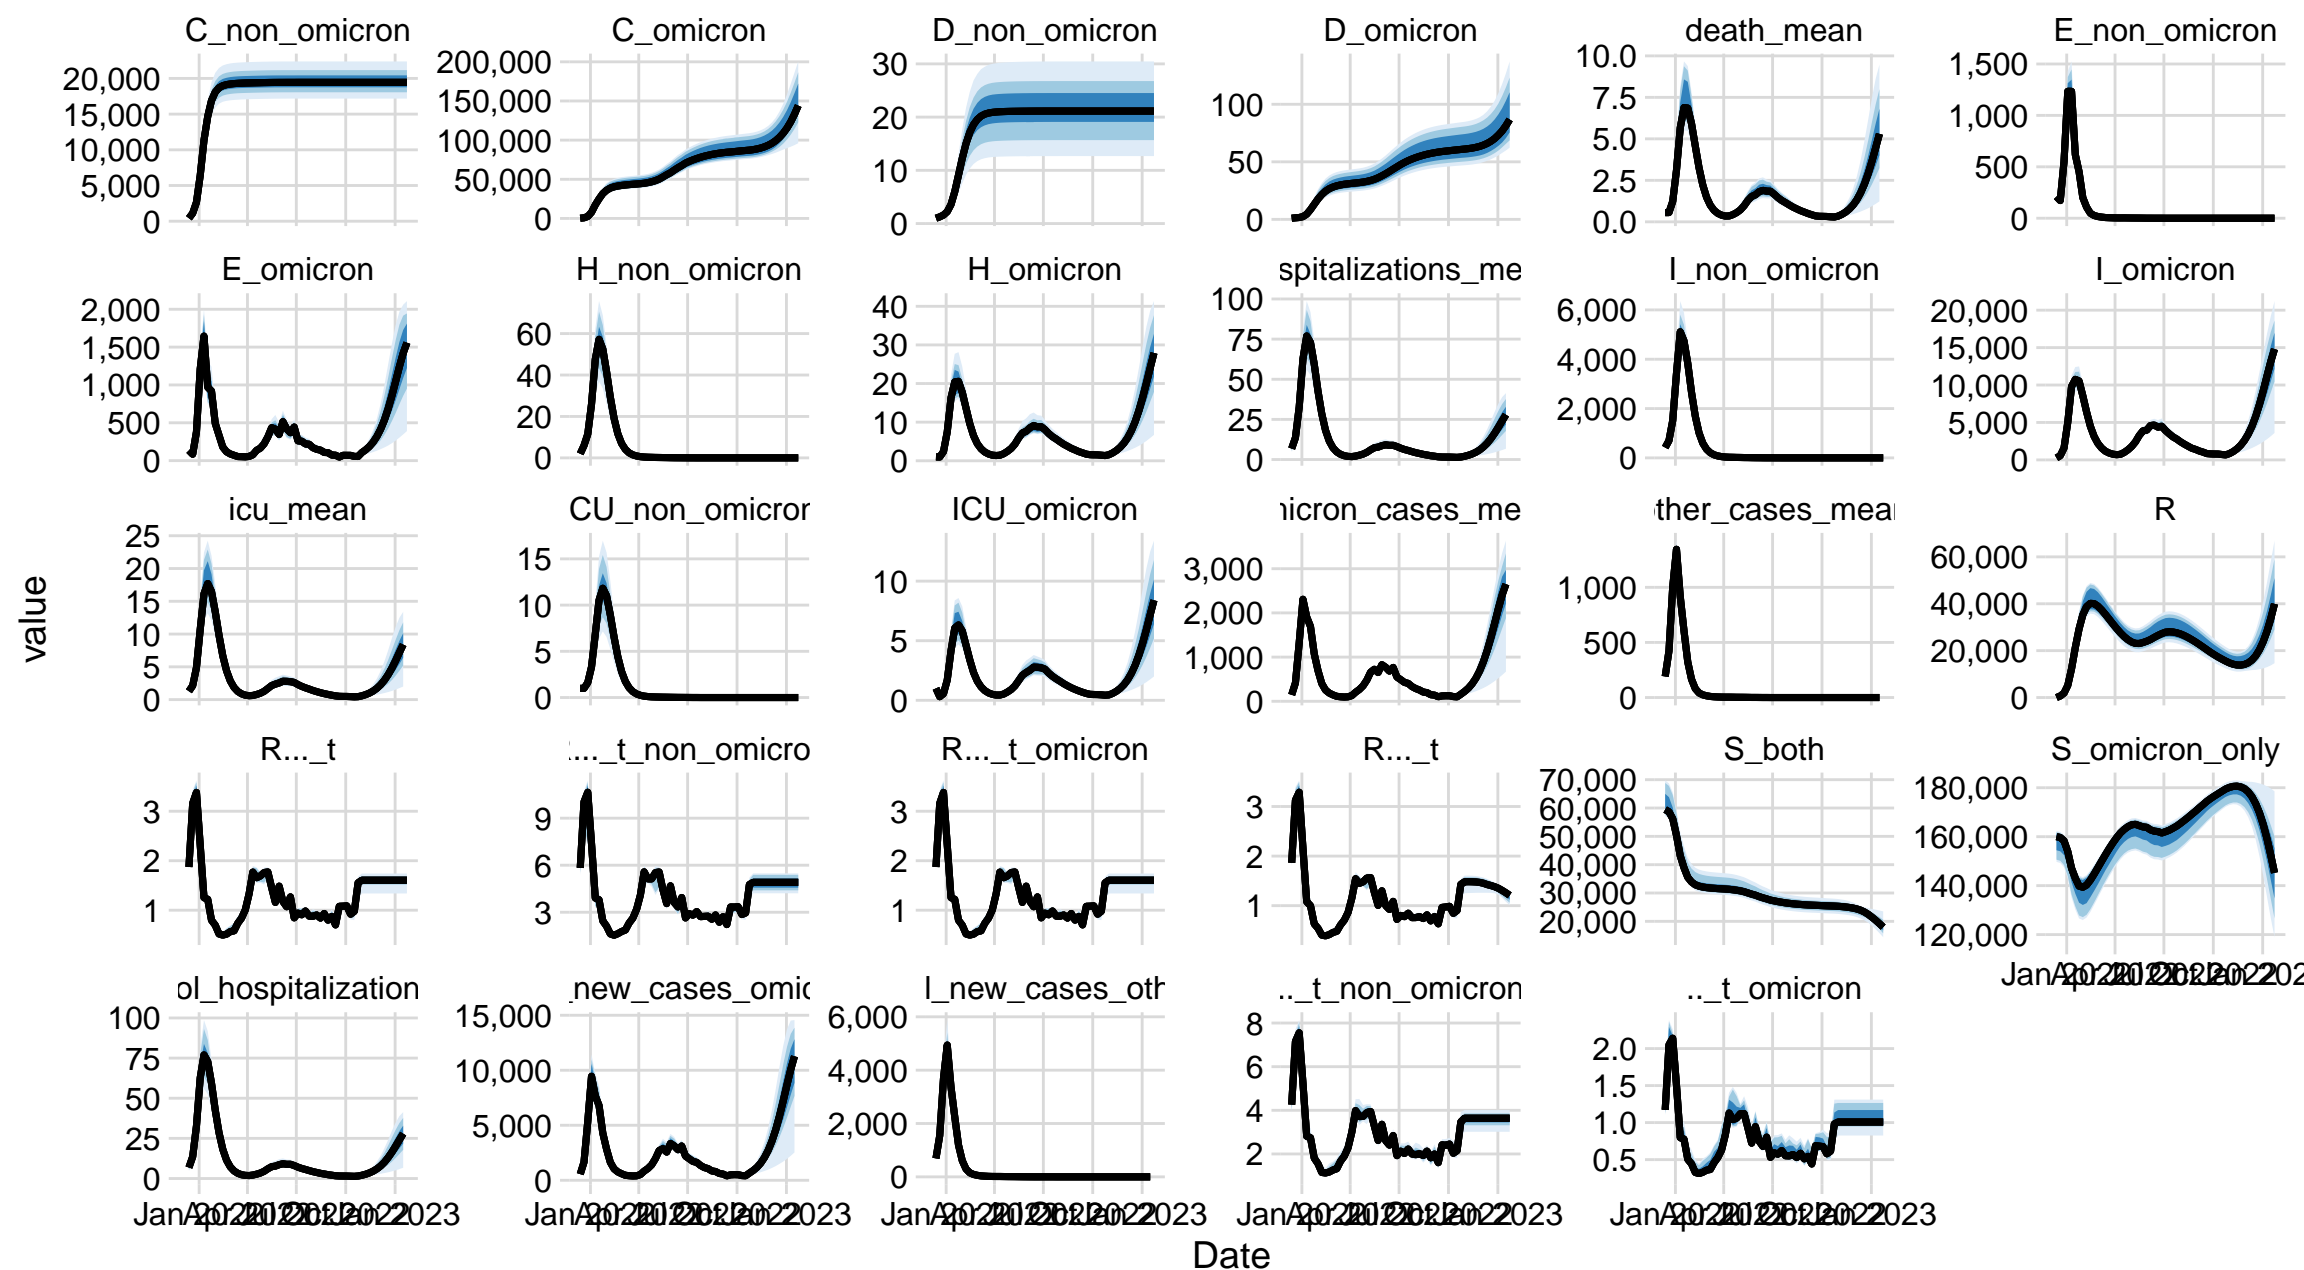 C_non_omicron C_omicron D_non_omicron D_omicron death_mean E_non_omicron
20,000 15,000 10,000 5,000 0
200,000 150,000 100,000 50,000 0
30 20 10 0
100 50 0
10.0 7.5 5.0 2.5 0.0
1,500 1,000 500 0
E_omicron H_non_omicron H_omicron spitalizations_me I_non_omicron I_omicron
2,000 1,500 1,000 500 0
60 40 20 0
40 30 20 10 0
100 75 50 25 0
6,000 4,000 2,000 0
20,000 15,000 10,000 5,000 0
icu_mean CU_non_omicror ICU_omicron nicron_cases_me ther_cases_mea R
25 20 15 10 5 0
15 10 5 0
10 5 0
3,000 2,000 1,000 0
1,000 500 0
60,000 40,000 20,000 0
value
R..._t ..._t_non_omicro R..._t_omicron R..._t S_both S_omicron_only
3 2 1
9 6 3
3 2 1
3 2 1
70,000 60,000 50,000 40,000 30,000 20,000
180,000 160,000 140,000 120,000
ol_hospitalization _new_cases_omic I_new_cases_oth .._t_non_omicron .._t_omicron
100 75 50 25 0
15,000 10,000 5,000 0
6,000 4,000 2,000 0
8 6 4 2
2.0 1.5 1.0 0.5
Date